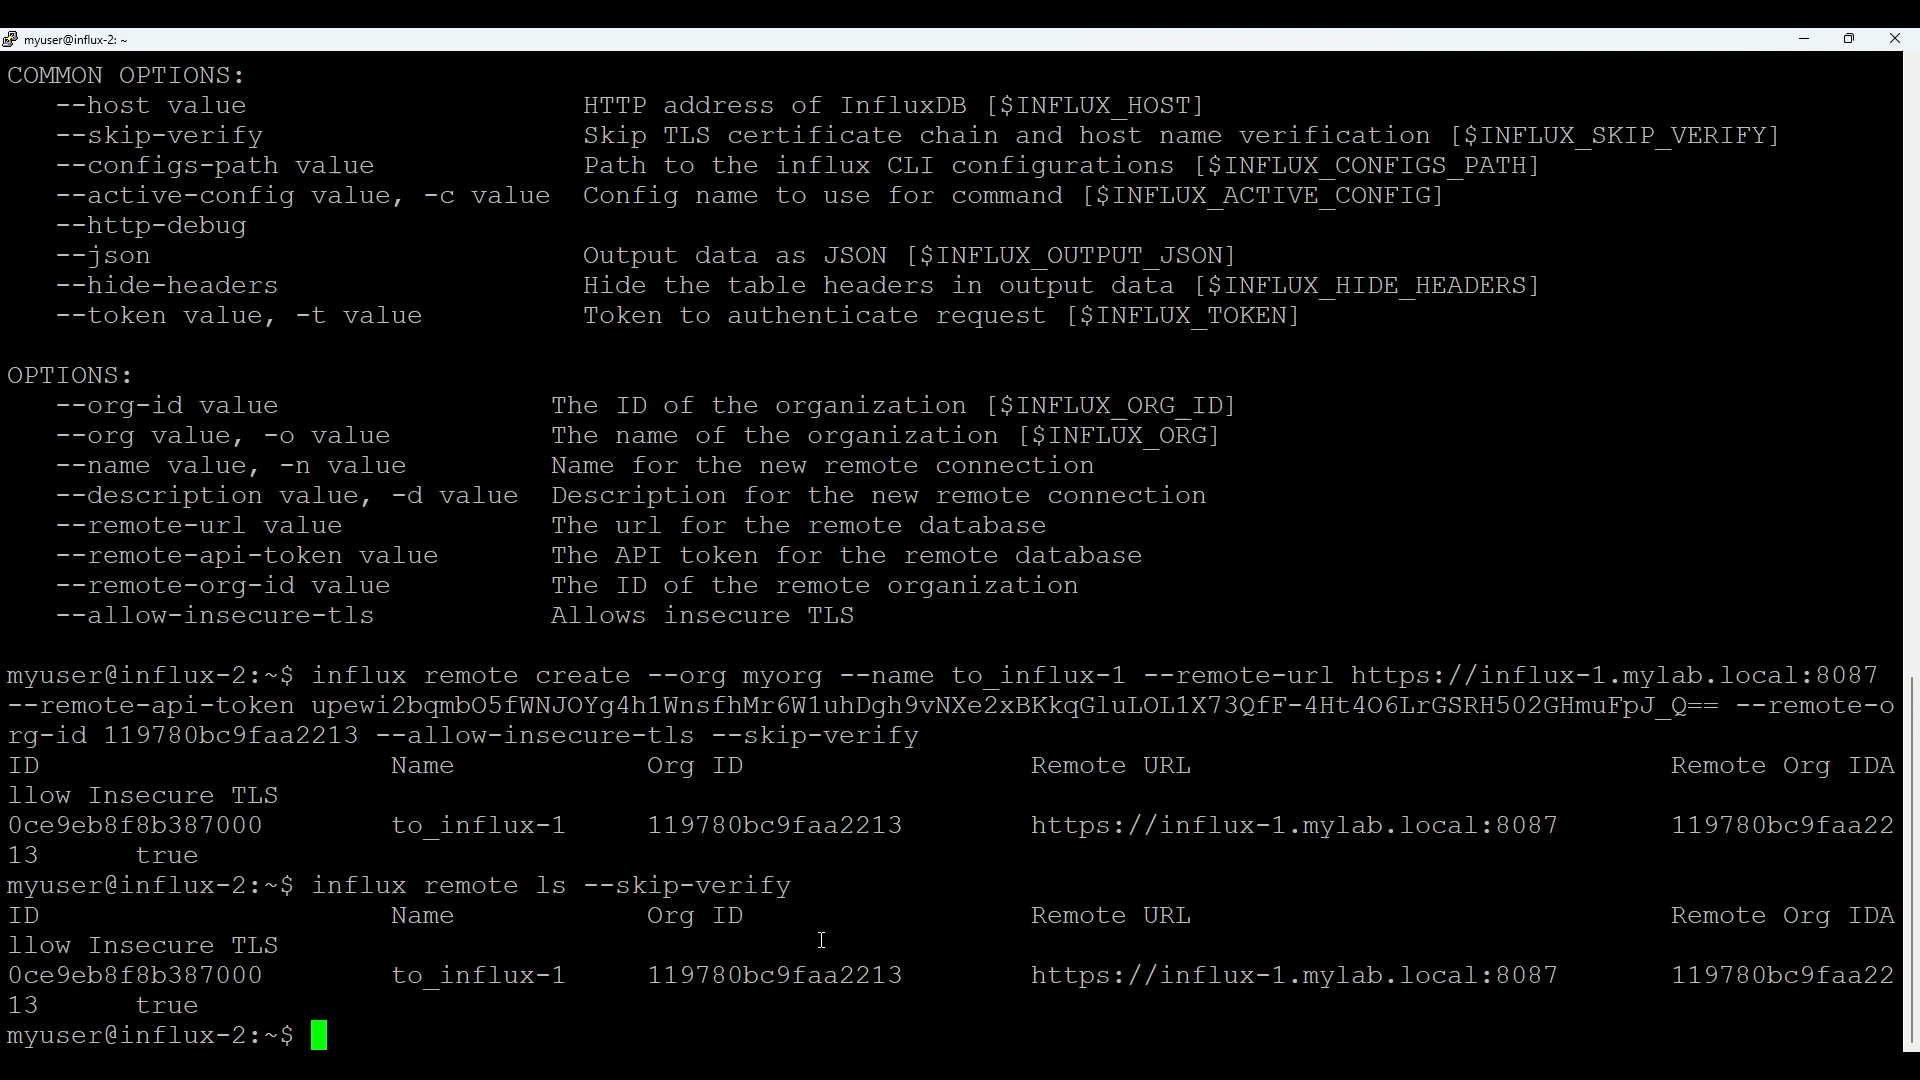 myuser@influx-2: ~
COMMON OPTIONS:
   --host value                     HTTP address of InfluxDB [$INFLUX_HOST]
   --skip-verify                    Skip TLS certificate chain and host name verification [$INFLUX_SKIP_VERIFY]
   --configs-path value             Path to the influx CLI configurations [$INFLUX_CONFIGS_PATH]
   --active-config value, -c value  Config name to use for command [$INFLUX_ACTIVE_CONFIG]
   --http-debug
   --json                           Output data as JSON [$INFLUX_OUTPUT_JSON]
   --hide-headers                   Hide the table headers in output data [$INFLUX_HIDE_HEADERS]
   --token value, -t value          Token to authenticate request [$INFLUX_TOKEN]

OPTIONS:
   --org-id value                 The ID of the organization [$INFLUX_ORG_ID]
   --org value, -o value          The name of the organization [$INFLUX_ORG]
   --name value, -n value         Name for the new remote connection
   --description value, -d value  Description for the new remote connection
   --remote-url value             The url for the remote database
   --remote-api-token value       The API token for the remote database
   --remote-org-id value          The ID of the remote organization
   --allow-insecure-tls           Allows insecure TLS

myuser@influx-2:~$ influx remote create --org myorg --name to_influx-1 --remote-url https://influx-1.mylab.local:8087
--remote-api-token upewi2bqmbO5fWNJOYg4h1WnsfhMr6W1uhDgh9vNXe2xBKkqGluLOL1X73QfF-4Ht4O6LrGSRH502GHmuFpJ_Q== --remote-o
rg-id 119780bc9faa2213 --allow-insecure-tls --skip-verify
ID                      Name            Org ID                  Remote URL                              Remote Org IDA
llow Insecure TLS
0ce9eb8f8b387000        to_influx-1     119780bc9faa2213        https://influx-1.mylab.local:8087       119780bc9faa22
13      true
myuser@influx-2:~$ influx remote ls --skip-verify
ID                      Name            Org ID                  Remote URL                              Remote Org IDA
llow Insecure TLS
0ce9eb8f8b387000        to_influx-1     119780bc9faa2213        https://influx-1.mylab.local:8087       119780bc9faa22
13      true
myuser@influx-2:~$